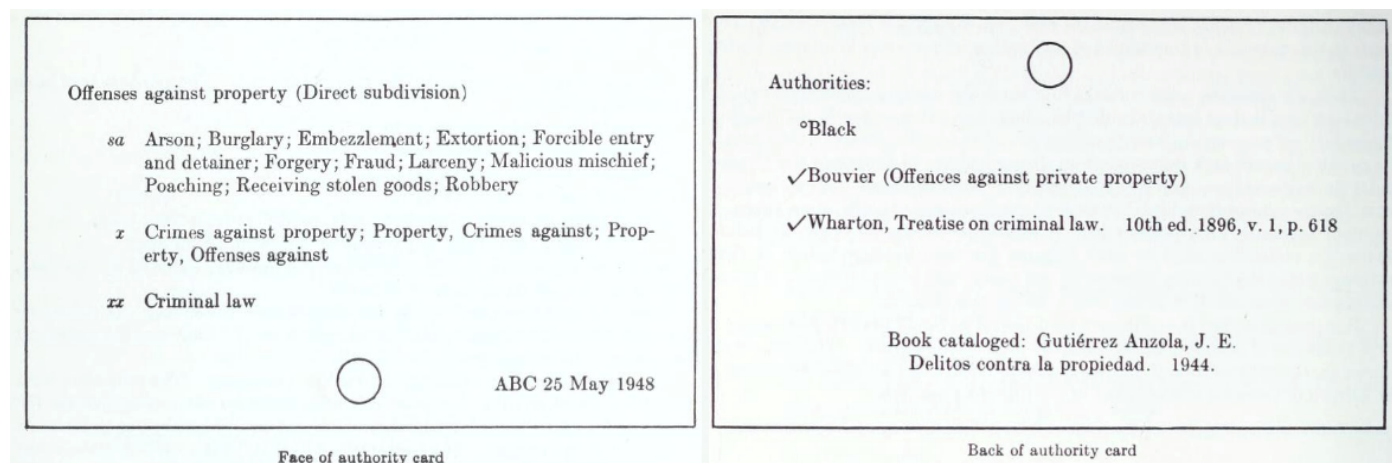 Offenses against property (Direct subdivision)
sa Arson; Burglary; Embezzlement; Extortion; Forcible entry
and detainer; Forgery; Fraud; Larceny; Malicious mischief;
Poaching; Receiving stolen goods; Robbery
x Crimes against property; Property, Crimes against; Prop-
erty, Offenses against
xx Criminal law
ABC 25 May 1948
Face of authority card
Authorities:
°Black
✓Bouvier (Offences against private property)
✓Wharton, Treatise on criminal law. 10th ed. 1896, v. 1, p. 618
Book cataloged: Gutiérrez Anzola, J. E.
Delitos contra la propiedad. 1944.
Back of authority card